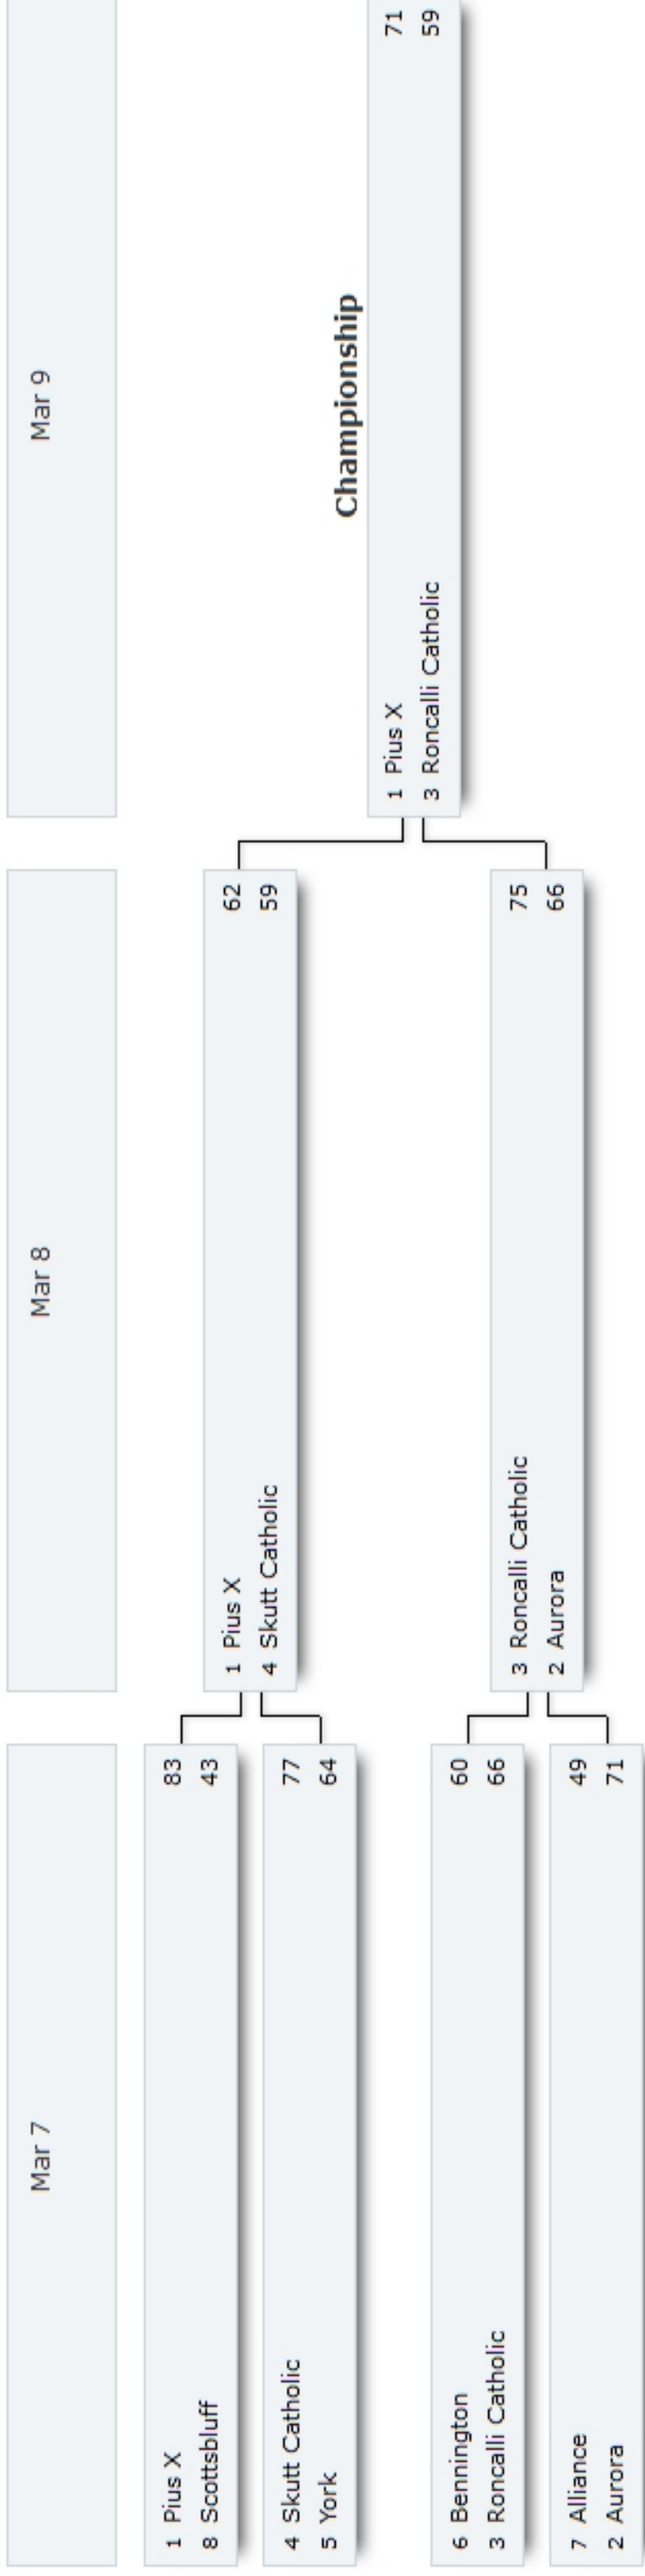 Mar 7
Mar 8
Mar 9
1 Pius X 83
8 Scottsbluff 43
4 Skutt Catholic 77
5 York 64
6 Bennington 60
3 Roncalli Catholic 66
7 Alliance 49
2 Aurora 71
1 Pius X 62
4 Skutt Catholic 59
3 Roncalli Catholic 75
2 Aurora 66
Championship
1 Pius X 71
3 Roncalli Catholic 59